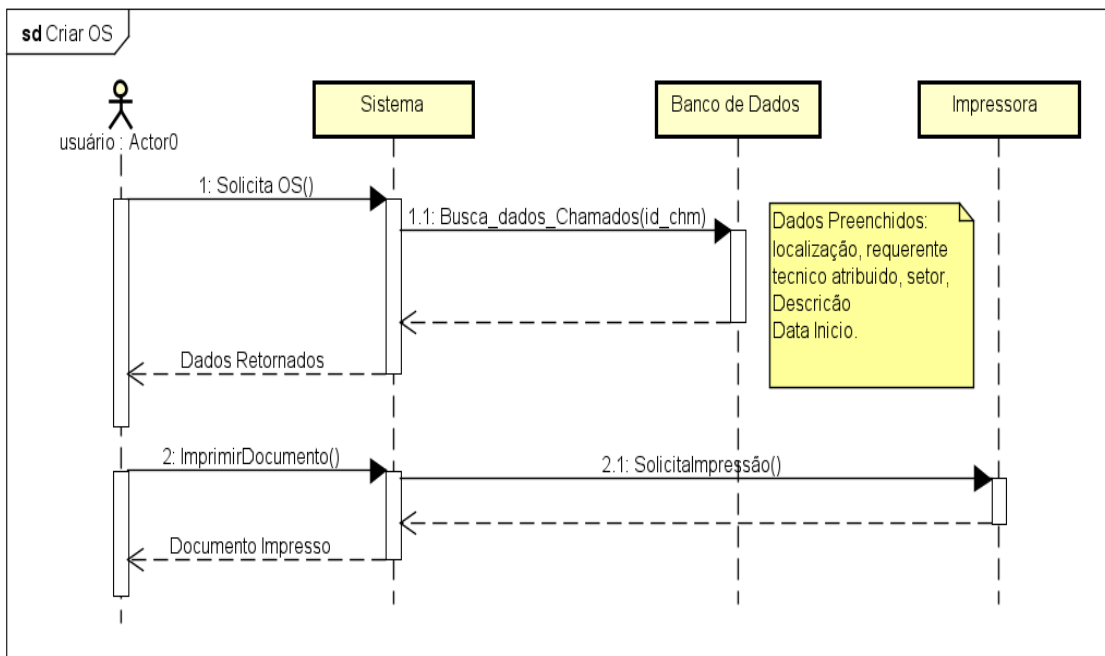 sd Criar OS
usuário : Actor0
Sistema
Banco de Dados
Impressora
1: Solicita OS()
1.1: Busca_dados_Chamados(id_chm)
Dados Preenchidos:
localização, requerente
tecnico atribuido, setor,
Descricão
Data Inicio.
Dados Retornados
2: ImprimirDocumento()
2.1: SolicitaImpressão()
Documento Impresso